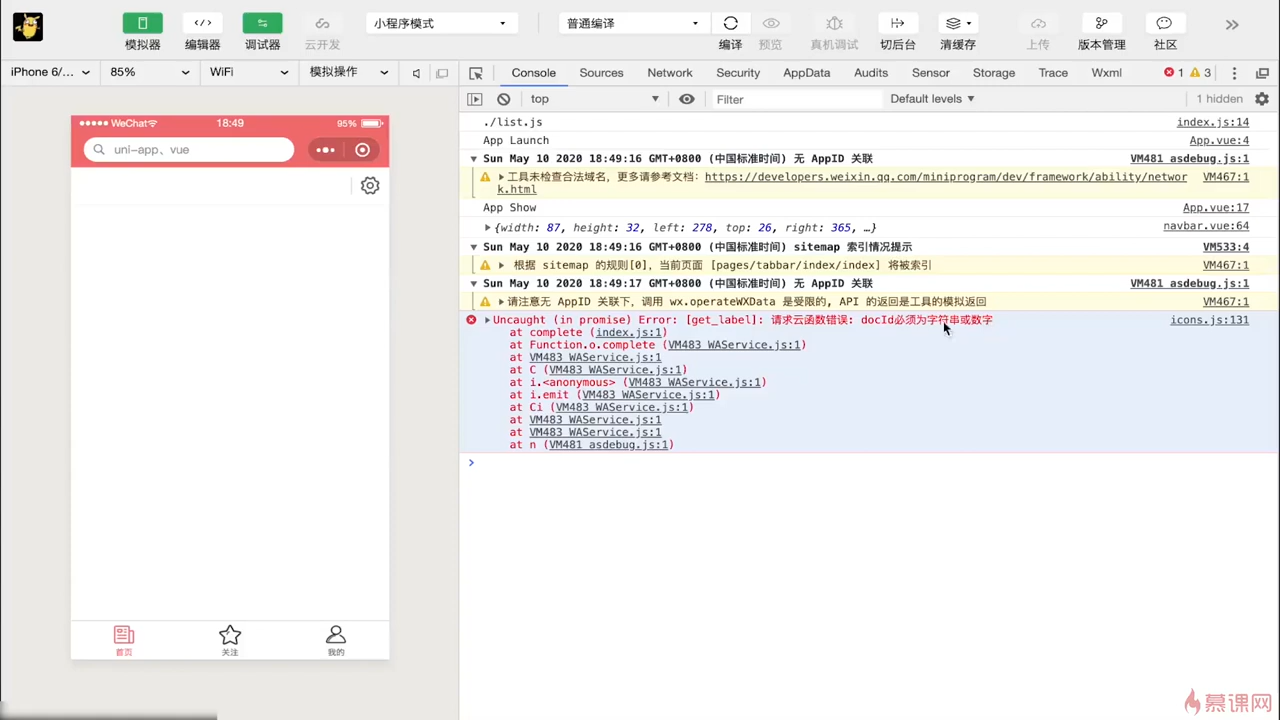 模拟器 编辑器 调试器 云开发 小程序模式 普通编译 编译 预览 真机调试 切后台 清缓存 上传 版本管理 社区
iPhone 6/... 85% WiFi 模拟操作 Console Sources Network Security AppData Audits Sensor Storage Trace Wxml 1 3
top Filter Default levels 1 hidden
WeChat 18:49 95%
uni-app、vue
首页 关注 我的
./list.js index.js:14
App Launch App.vue:4
Sun May 10 2020 18:49:16 GMT+0800 (中国标准时间) 无 AppID 关联 VM481 asdebug.js:1
工具未检查合法域名，更多请参考文档: https://developers.weixin.qq.com/miniprogram/dev/framework/ability/networ VM467:1
k.html
App Show App.vue:17
{width: 87, height: 32, left: 278, top: 26, right: 365, …} navbar.vue:64
Sun May 10 2020 18:49:16 GMT+0800 (中国标准时间) sitemap 索引情况提示 VM533:4
根据 sitemap 的规则[0]，当前页面 [pages/tabbar/index/index] 将被索引 VM467:1
Sun May 10 2020 18:49:17 GMT+0800 (中国标准时间) 无 AppID 关联 VM481 asdebug.js:1
请注意无 AppID 关联下，调用 wx.operateWXData 是受限的, API 的返回是工具的模拟返回 VM467:1
Uncaught (in promise) Error: [get_label]: 请求云函数错误: docId必须为字符串或数字 icons.js:131
at complete (index.js:1)
at Function.o.complete (VM483 WAService.js:1)
at VM483 WAService.js:1
at C (VM483 WAService.js:1)
at i.<anonymous> (VM483 WAService.js:1)
at i.emit (VM483 WAService.js:1)
at Ci (VM483 WAService.js:1)
at VM483 WAService.js:1
at VM483 WAService.js:1
at n (VM481 asdebug.js:1)
慕课网